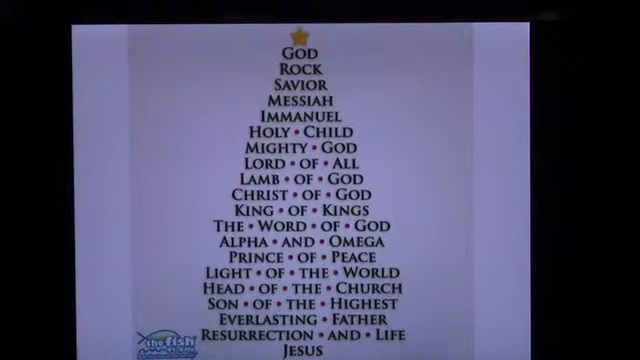 GOD
ROCK
SAVIOR
MESSIAH
IMMANUEL
HOLY • CHILD
MIGHTY • GOD
LORD • OF • ALL
LAMB • OF • GOD
CHRIST • OF • GOD
KING • OF • KINGS
THE • WORD • OF • GOD
ALPHA • AND • OMEGA
PRINCE • OF • PEACE
LIGHT • OF • THE • WORLD
HEAD • OF • THE • CHURCH
SON • OF • THE • HIGHEST
EVERLASTING • FATHER
RESURRECTION • AND • LIFE
JESUS
the fish